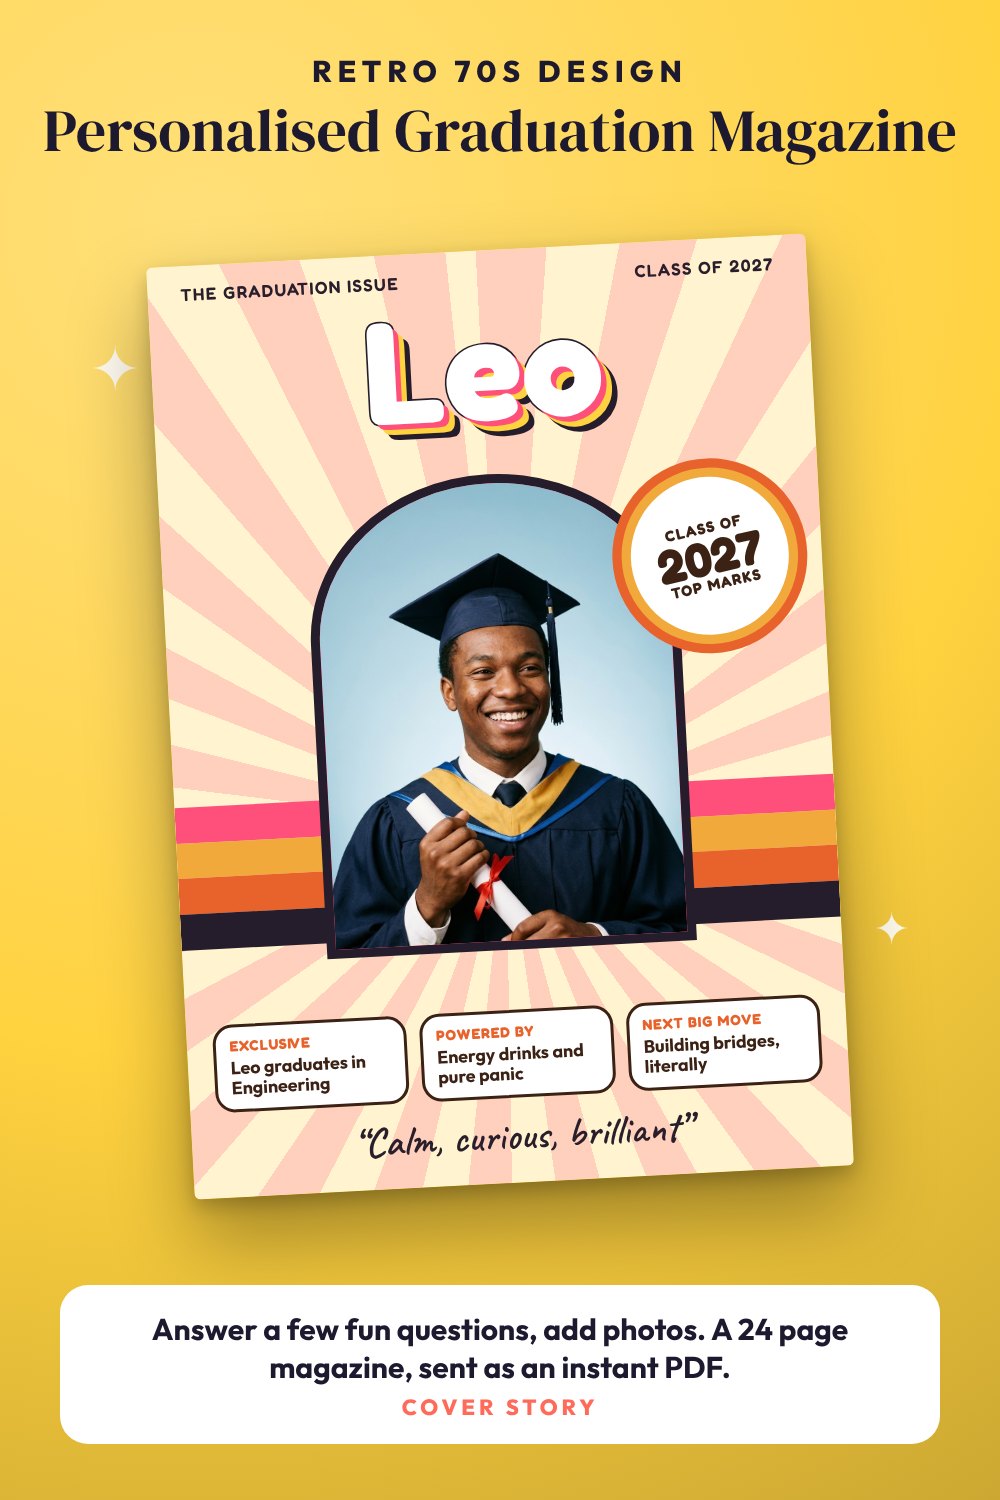 RETRO 70S DESIGN
Personalised Graduation Magazine
THE GRADUATION ISSUE
CLASS OF 2027
Leo
CLASS OF
2027
TOP MARKS
EXCLUSIVE
Leo graduates in
Engineering
POWERED BY
Energy drinks and
pure panic
NEXT BIG MOVE
Building bridges,
literally
“Calm, curious, brilliant”
Answer a few fun questions, add photos. A 24 page
magazine, sent as an instant PDF.
COVER STORY